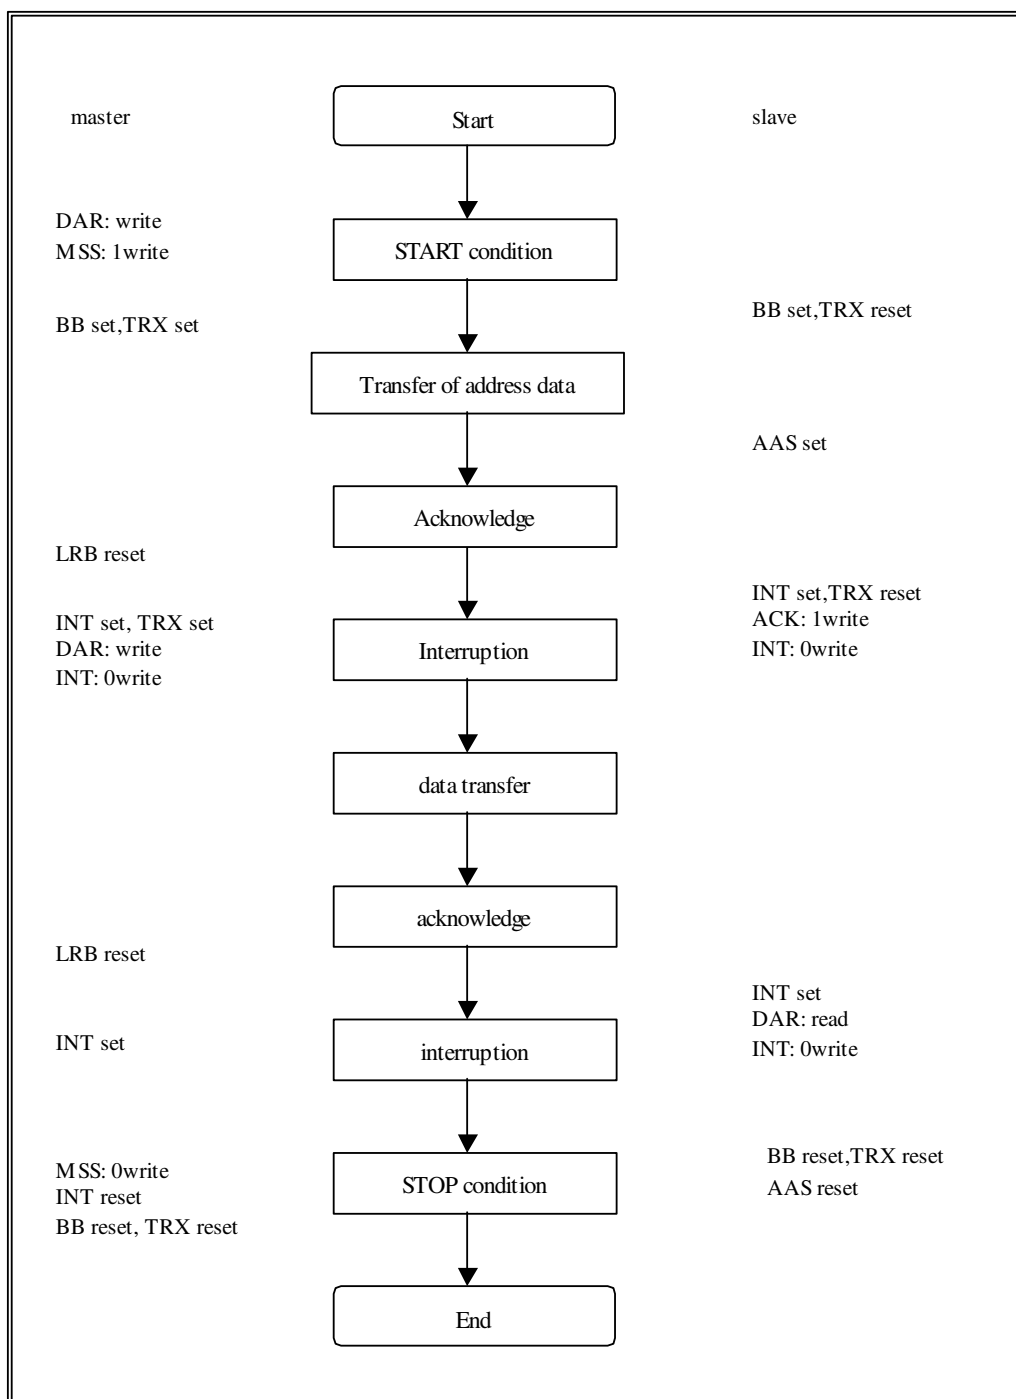 master
Start
slave
DAR: write
MSS: 1write
START condition
BB set,TRX set
BB set,TRX reset
Transfer of address data
AAS set
Acknowledge
LRB reset
INT set, TRX set
DAR: write
INT: 0write
Interruption
INT set,TRX reset
ACK: 1write
INT: 0write
data transfer
acknowledge
LRB reset
INT set
interruption
INT set
DAR: read
INT: 0write
MSS: 0write
INT reset
BB reset, TRX reset
STOP condition
BB reset,TRX reset
AAS reset
End